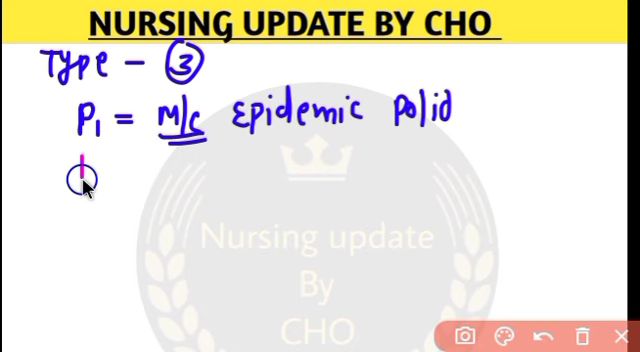 NURSING UPDATE BY CHO
Type - 3
P1 = M/C Epidemic Polio
Nursing update
By
CHO